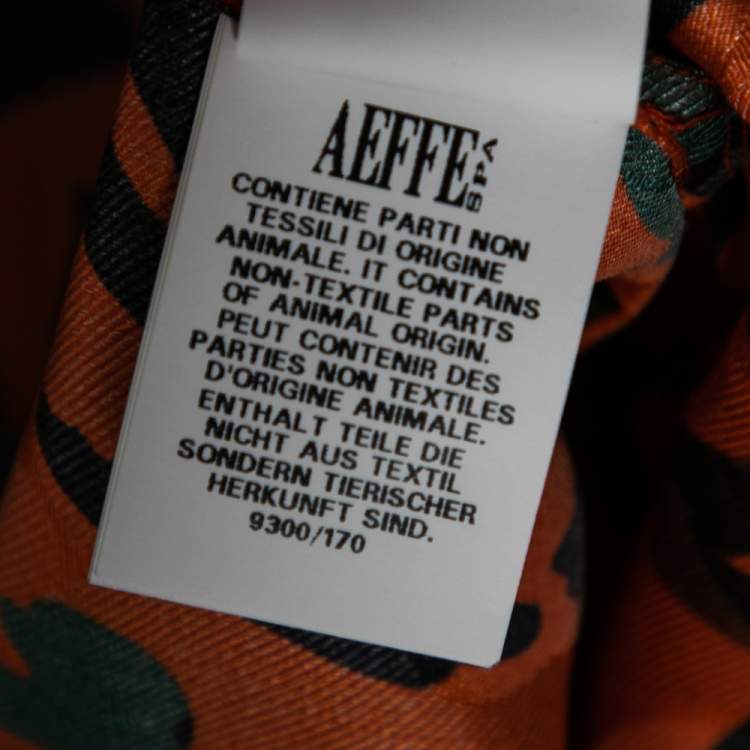 AEFFE SPA
CONTIENE PARTI NON
TESSILI DI ORIGINE
ANIMALE. IT CONTAINS
NON-TEXTILE PARTS
OF ANIMAL ORIGIN.
PEUT CONTENIR DES
PARTIES NON TEXTILES
D'ORIGINE ANIMALE.
ENTHALT TEILE DIE
NICHT AUS TEXTIL
SONDERN TIERISCHER
HERKUNFT SIND.
9300/170